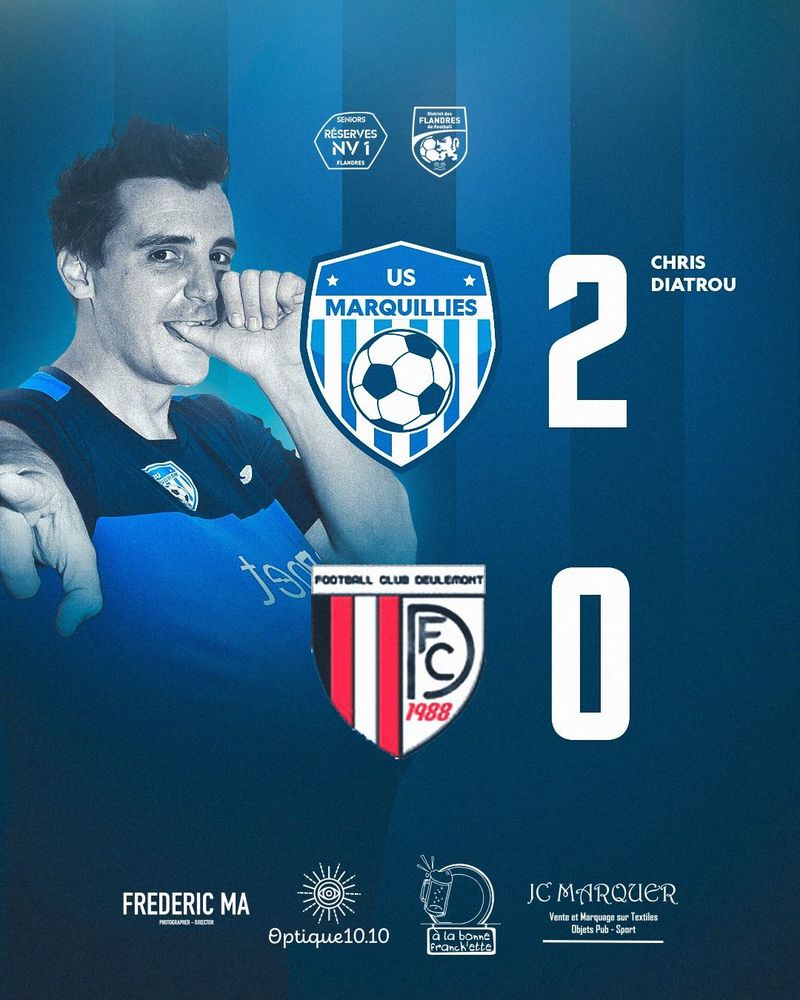 SENIORS
RÉSERVES
NV 1
FLANDRES
District des
FLANDRES
de Football
US
MARQUILLIES
2
CHRIS
DIATROU
FOOTBALL CLUB DEULEMONT
FC
1988
0
FREDERIC MA
PHOTOGRAPHER - DIRECTOR
Optique10.10
à la bonne
franch'ette
JC MARQUER
Vente et Marquage sur Textiles
Objets Pub - Sport